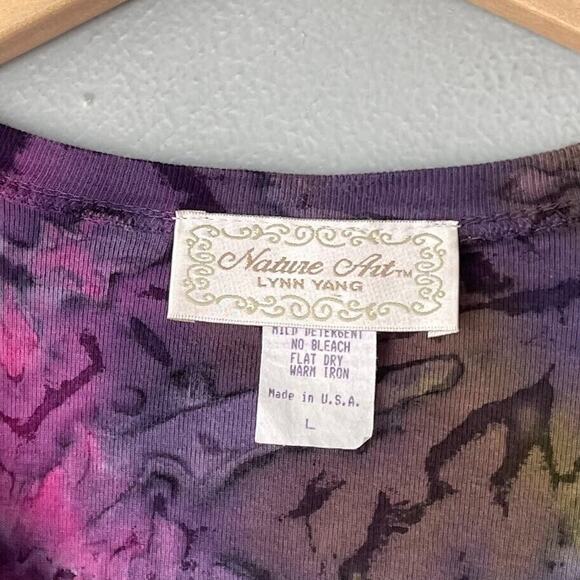 Nature Art™
LYNN YANG
MILD DETERGENT
NO BLEACH
FLAT DRY
WARM IRON
Made in U.S.A.
L